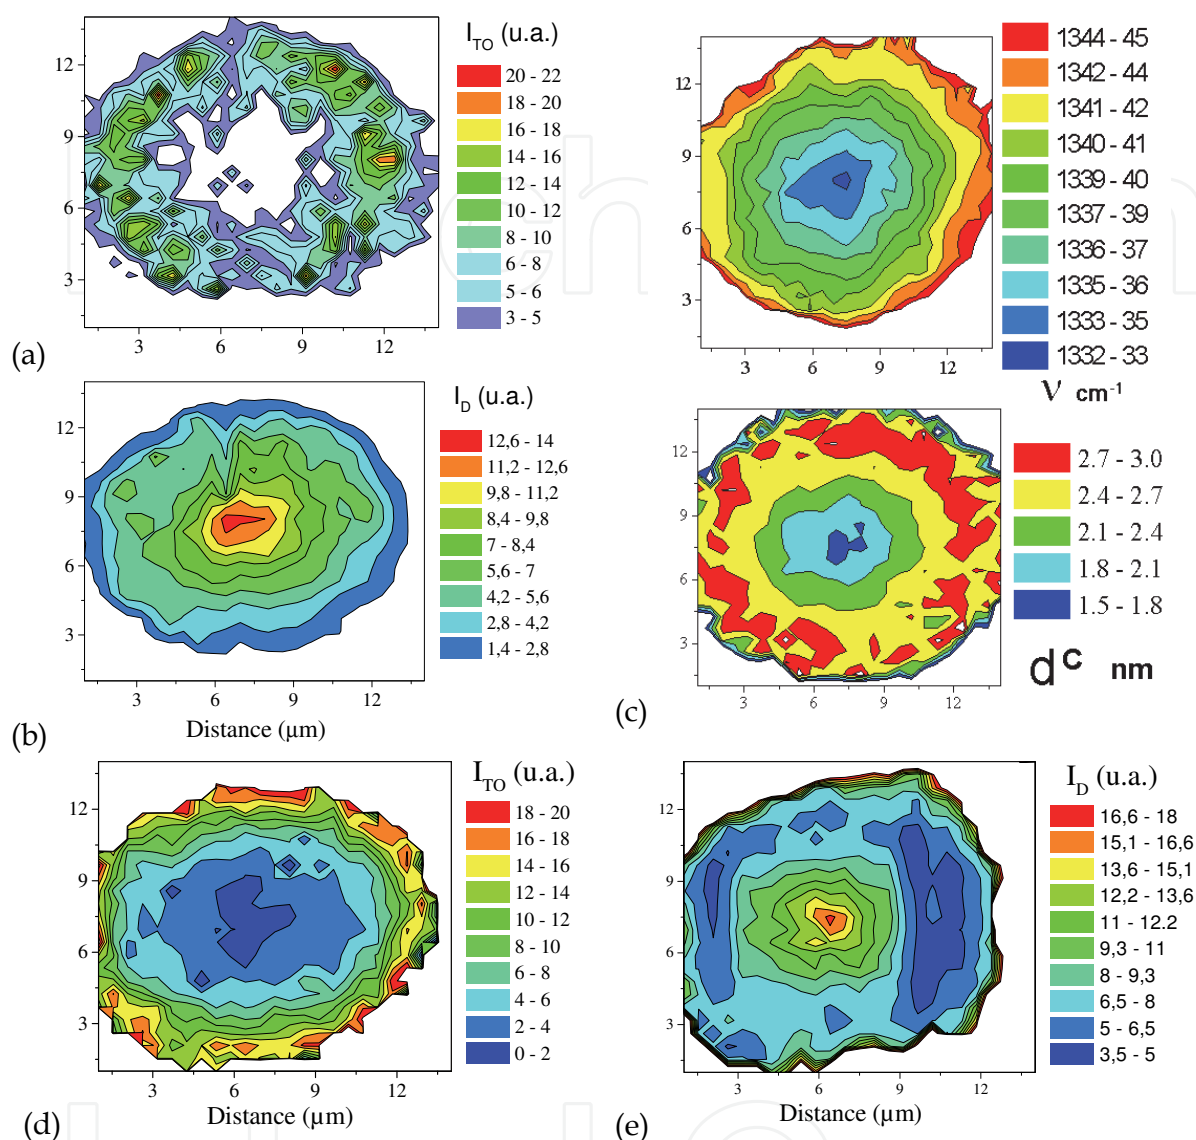 I_TO (u.a.)
20 - 22
18 - 20
16 - 18
14 - 16
12 - 14
10 - 12
8 - 10
6 - 8
5 - 6
3 - 5
12
9
6
3
3 6 9 12
(a)
1344 - 45
1342 - 44
1341 - 42
1340 - 41
1339 - 40
1337 - 39
1336 - 37
1335 - 36
1333 - 35
1332 - 33
ν cm⁻¹
12
9
6
3
3 6 9 12
I_D (u.a.)
12,6 - 14
11,2 - 12,6
9,8 - 11,2
8,4 - 9,8
7 - 8,4
5,6 - 7
4,2 - 5,6
2,8 - 4,2
1,4 - 2,8
12
9
6
3
3 6 9 12
Distance (µm)
(b)
2.7 - 3.0
2.4 - 2.7
2.1 - 2.4
1.8 - 2.1
1.5 - 1.8
d^c nm
12
9
6
3
3 6 9 12
(c)
I_TO (u.a.)
18 - 20
16 - 18
14 - 16
12 - 14
10 - 12
8 - 10
6 - 8
4 - 6
2 - 4
0 - 2
12
9
6
3
3 6 9 12
Distance (µm)
(d)
I_D (u.a.)
16,6 - 18
15,1 - 16,6
13,6 - 15,1
12,2 - 13,6
11 - 12.2
9,3 - 11
8 - 9,3
6,5 - 8
5 - 6,5
3,5 - 5
12
9
6
3
3 6 9 12
Distance (µm)
(e)